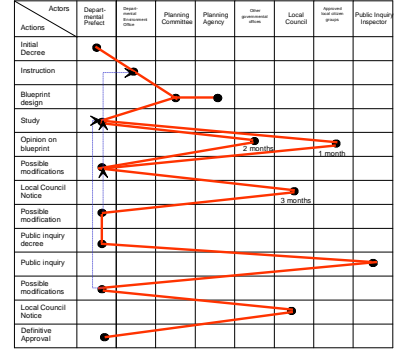 Actors
Actions
Depart-
mental
Prefect
Depart-
mental
Environment
Office
Planning
Committee
Planning
Agency
Other
governmental
offices
Local
Council
Approved
local citizen
groups
Public Inquiry
Inspector
Initial
Decree
Instruction
Blueprint
design
Study
Opinion on
blueprint
2 months
1 month
Possible
modifications
Local Council
Notice
3 months
Possible
modification
Public inquiry
decree
Public inquiry
Possible
modifications
Local Council
Notice
Definitive
Approval